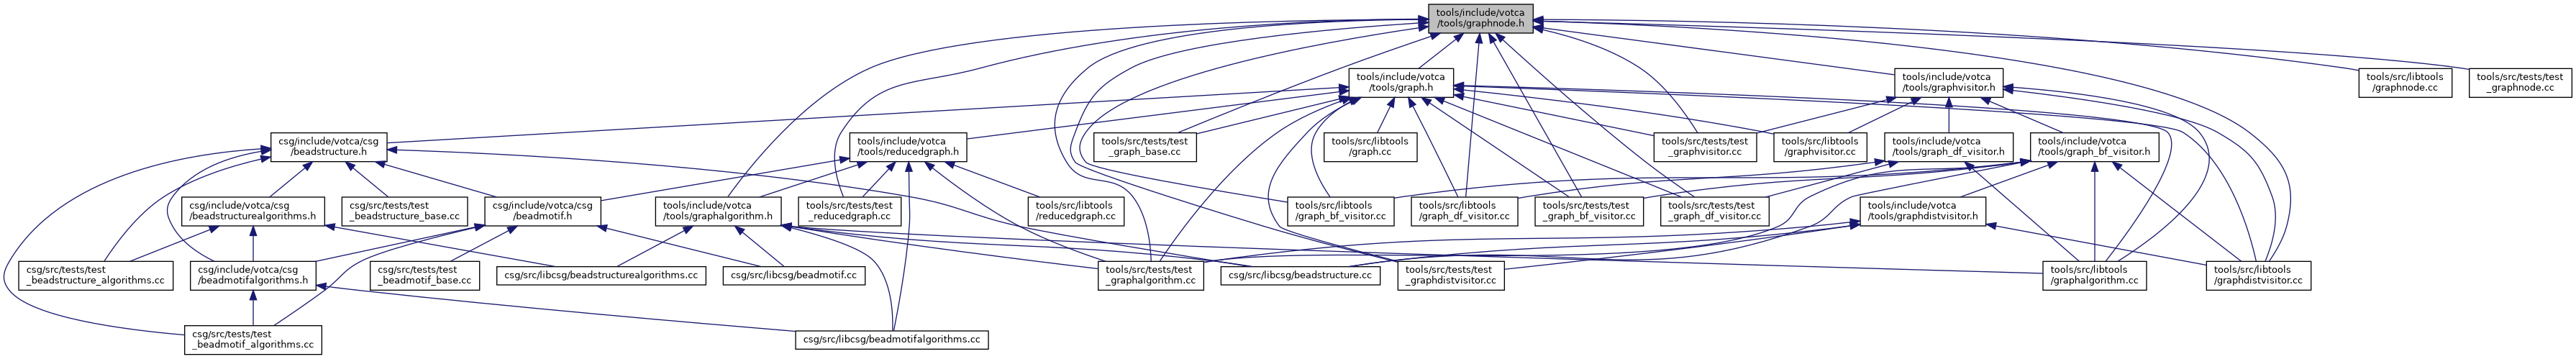 tools/include/votca
/tools/graphnode.h
tools/include/votca
/tools/graph.h
tools/include/votca
/tools/graphvisitor.h
tools/src/libtools
/graphnode.cc
tools/src/tests/test
_graphnode.cc
csg/include/votca/csg
/beadstructure.h
tools/include/votca
/tools/reducedgraph.h
tools/src/tests/test
_graph_base.cc
tools/src/libtools
/graph.cc
tools/src/tests/test
_graphvisitor.cc
tools/src/libtools
/graphvisitor.cc
tools/include/votca
/tools/graph_df_visitor.h
tools/include/votca
/tools/graph_bf_visitor.h
csg/include/votca/csg
/beadstructurealgorithms.h
csg/src/tests/test
_beadstructure_base.cc
csg/include/votca/csg
/beadmotif.h
tools/include/votca
/tools/graphalgorithm.h
tools/src/tests/test
_reducedgraph.cc
tools/src/libtools
/reducedgraph.cc
tools/src/libtools
/graph_bf_visitor.cc
tools/src/libtools
/graph_df_visitor.cc
tools/src/tests/test
_graph_bf_visitor.cc
tools/src/tests/test
_graph_df_visitor.cc
tools/include/votca
/tools/graphdistvisitor.h
csg/src/tests/test
_beadstructure_algorithms.cc
csg/include/votca/csg
/beadmotifalgorithms.h
csg/src/tests/test
_beadmotif_base.cc
csg/src/libcsg/beadstructurealgorithms.cc
csg/src/libcsg/beadmotif.cc
tools/src/tests/test
_graphalgorithm.cc
csg/src/libcsg/beadstructure.cc
tools/src/tests/test
_graphdistvisitor.cc
tools/src/libtools
/graphalgorithm.cc
tools/src/libtools
/graphdistvisitor.cc
csg/src/tests/test
_beadmotif_algorithms.cc
csg/src/libcsg/beadmotifalgorithms.cc